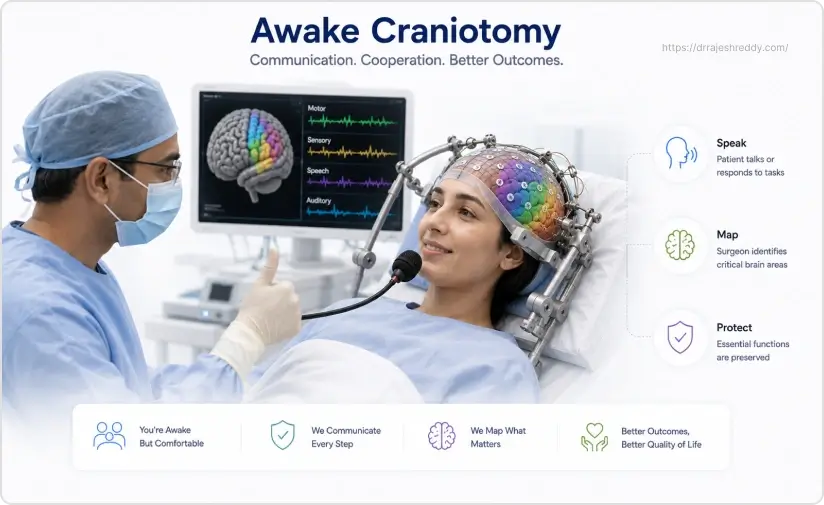 Awake Craniotomy
Communication. Cooperation. Better Outcomes.
https://drrajeshreddy.com/
Motor
Sensory
Speech
Auditory
Speak
Patient talks or
responds to tasks
Map
Surgeon identifies
critical brain areas
Protect
Essential functions
are preserved
You're Awake
But Comfortable
We Communicate
Every Step
We Map What
Matters
Better Outcomes,
Better Quality of Life